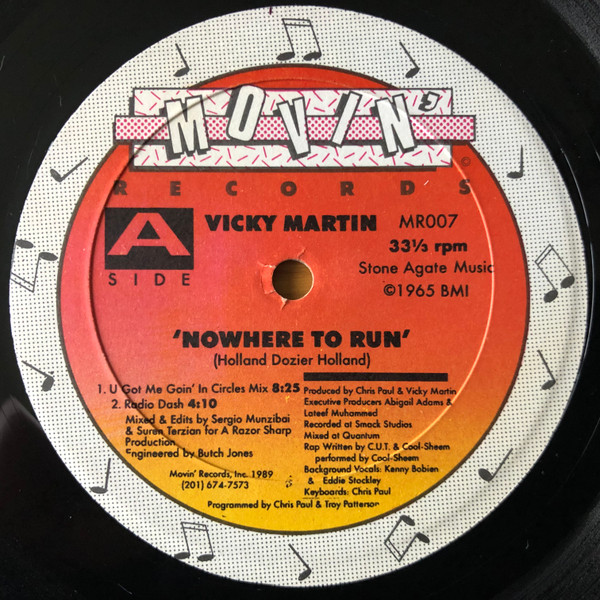 MOVIN'
©
RECORDS
A
SIDE
VICKY MARTIN MR007
33⅓ rpm
Stone Agate Music
©1965 BMI
'NOWHERE TO RUN'
(Holland Dozier Holland)
1. U Got Me Goin' In Circles Mix 8:25
2. Radio Dash 4:10
Mixed & Edits by Sergio Munzibai
& Suren Terzian for A Razor Sharp
Production
Engineered by Butch Jones
Movin' Records, Inc. 1989
(201) 674-7573
Produced by Chris Paul & Vicky Martin
Executive Producers Abigail Adams &
Lateef Muhammed
Recorded at Smack Studios
Mixed at Quantum
Rap Written by C.U.T. & Cool-Sheem
performed by Cool-Sheem
Background Vocals: Kenny Bobien
& Eddie Stockley
Keyboards: Chris Paul
Programmed by Chris Paul & Troy Patterson